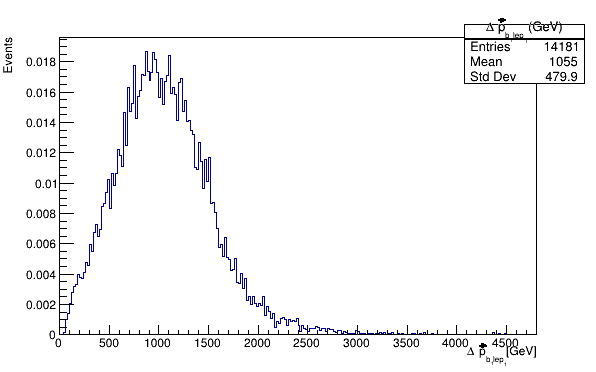 Δ p⃗ b,lep₁ (GeV)
Entries 14181
Mean 1055
Std Dev 479.9
Events
0.018
0.016
0.014
0.012
0.01
0.008
0.006
0.004
0.002
0
0 500 1000 1500 2000 2500 3000 3500 4000 4500
Δ p⃗ b,lep₁ [GeV]